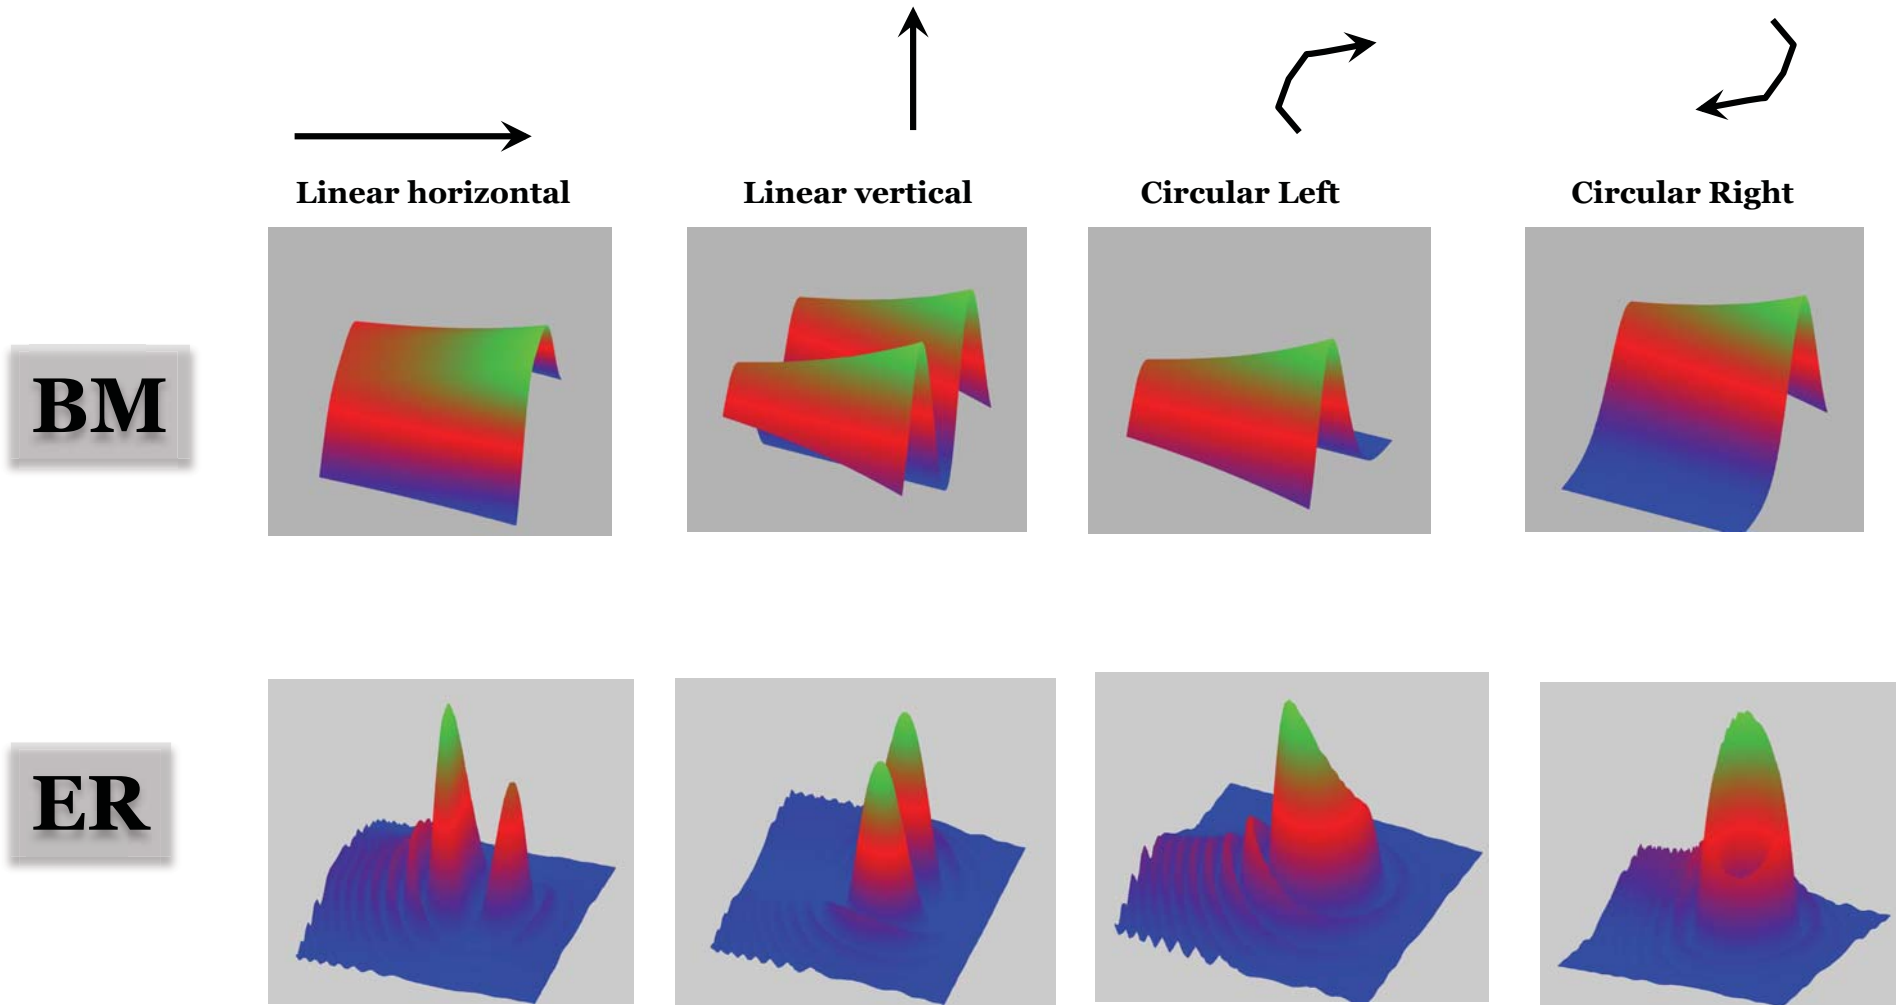 Linear horizontal
Linear vertical
Circular Left
Circular Right
BM
ER